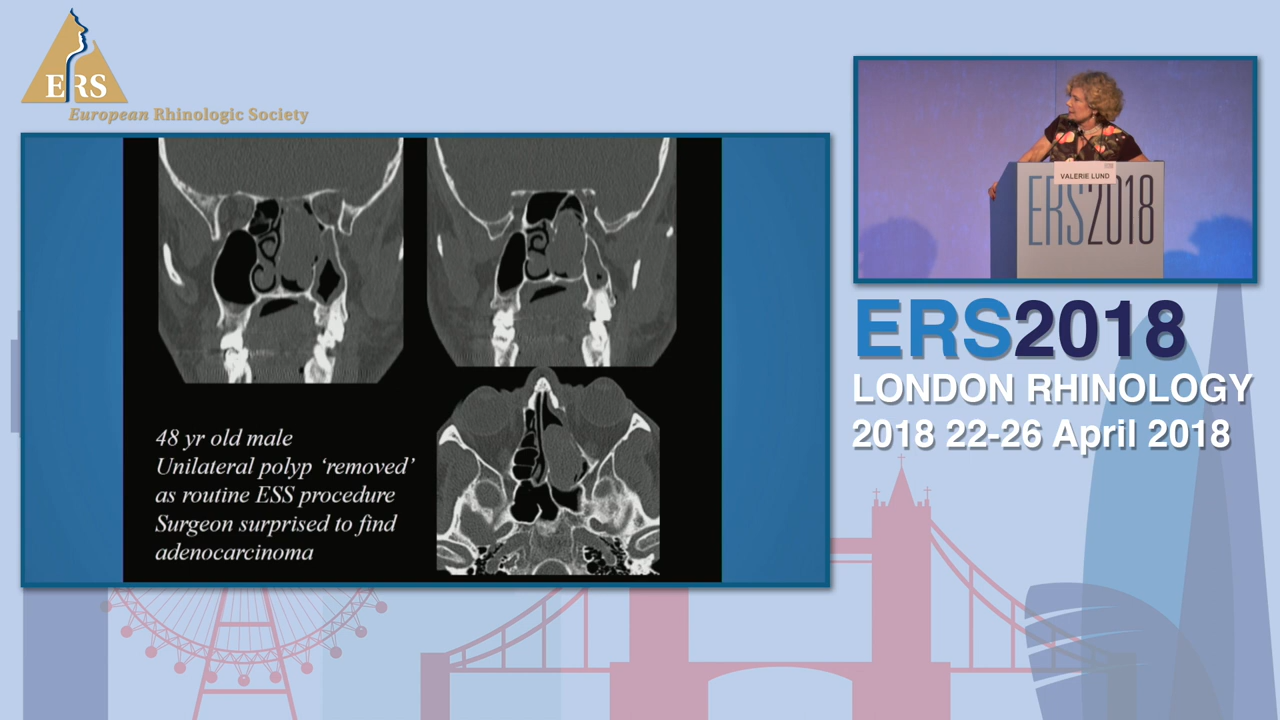 ERS
European Rhinologic Society
48 yr old male
Unilateral polyp ‘removed’
as routine ESS procedure
Surgeon surprised to find
adenocarcinoma
VALERIE LUND
ERS2018
ERS2018
LONDON RHINOLOGY
2018 22-26 April 2018